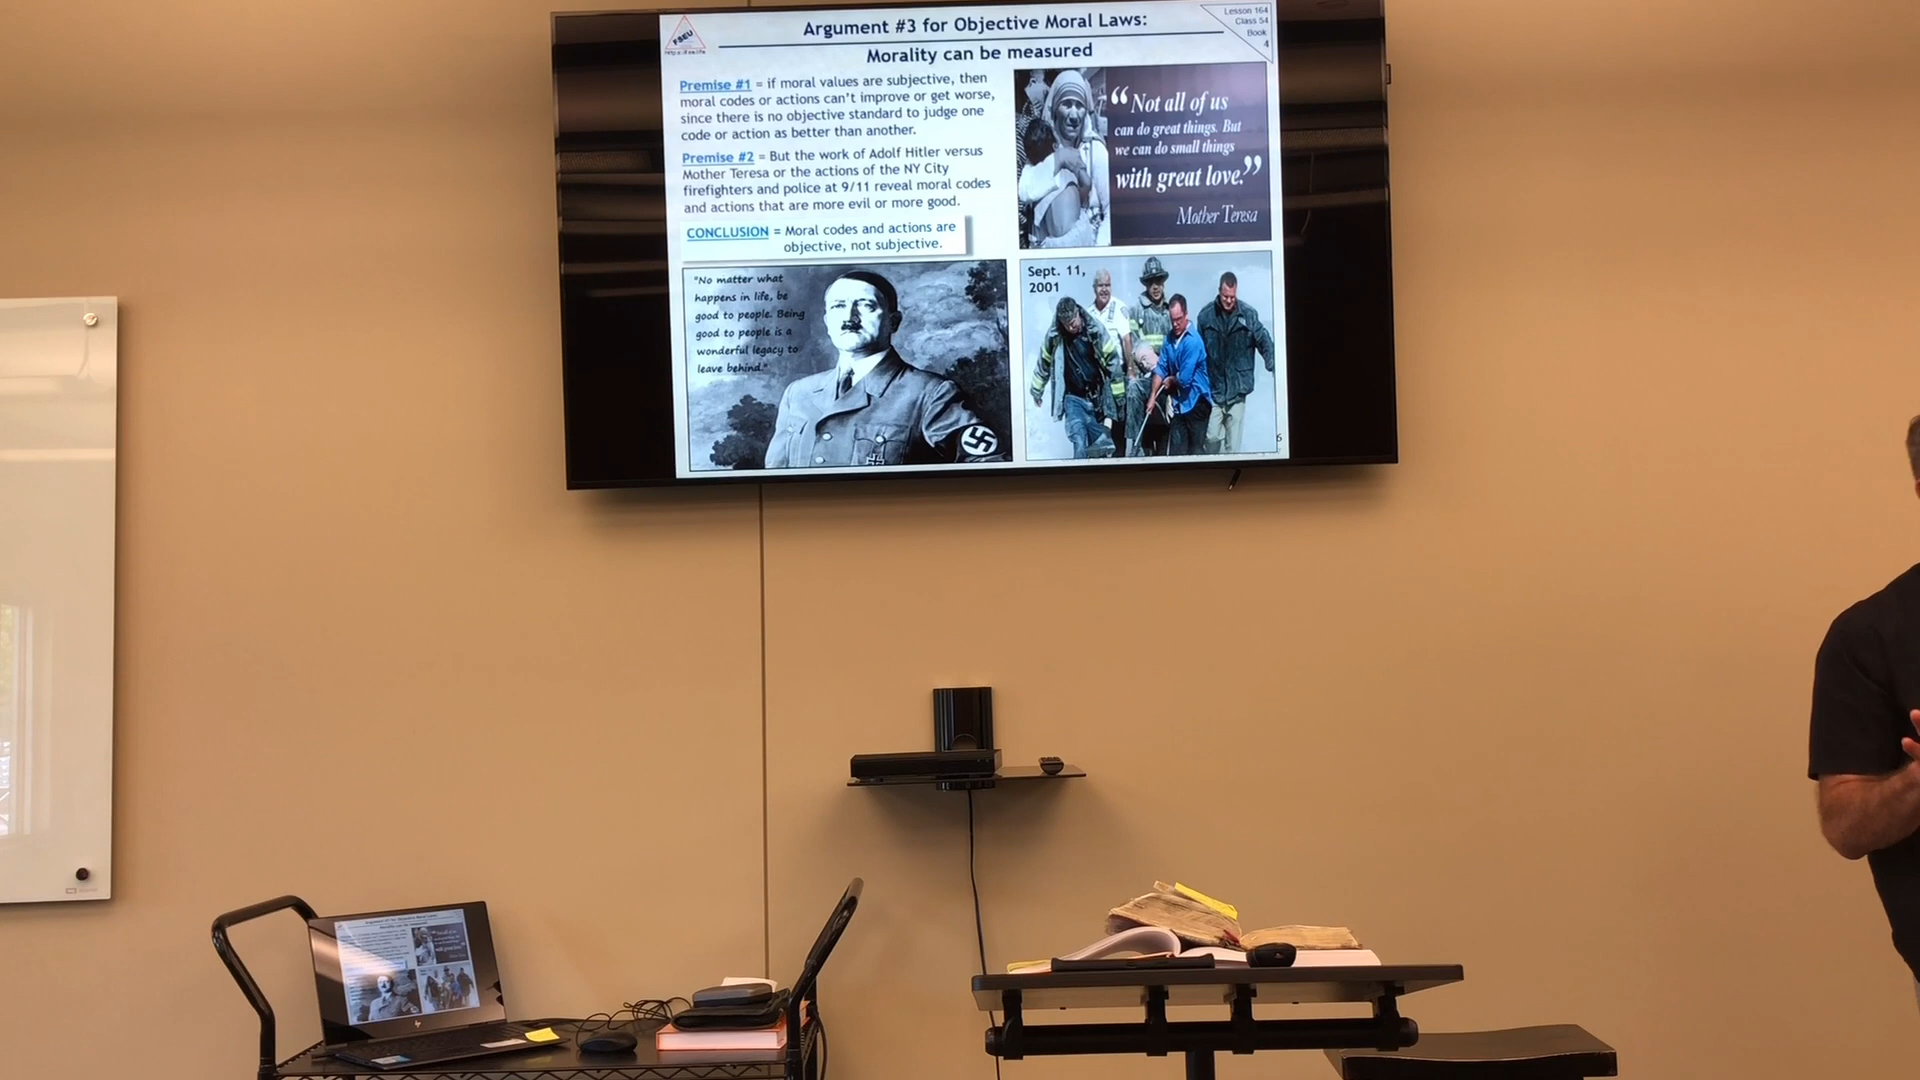 Argument #3 for Objective Moral Laws:
Morality can be measured
Lesson 164
Class 54
Book
4
FSEU
Premise #1 = if moral values are subjective, then
moral codes or actions can't improve or get worse,
since there is no objective standard to judge one
code or action as better than another.
Premise #2 = But the work of Adolf Hitler versus
Mother Teresa or the actions of the NY City
firefighters and police at 9/11 reveal moral codes
and actions that are more evil or more good.
CONCLUSION = Moral codes and actions are
objective, not subjective.
“Not all of us
can do great things. But
we can do small things
with great love.”
Mother Teresa
"No matter what
happens in life, be
good to people. Being
good to people is a
wonderful legacy to
leave behind."
Sept. 11,
2001
6
hp